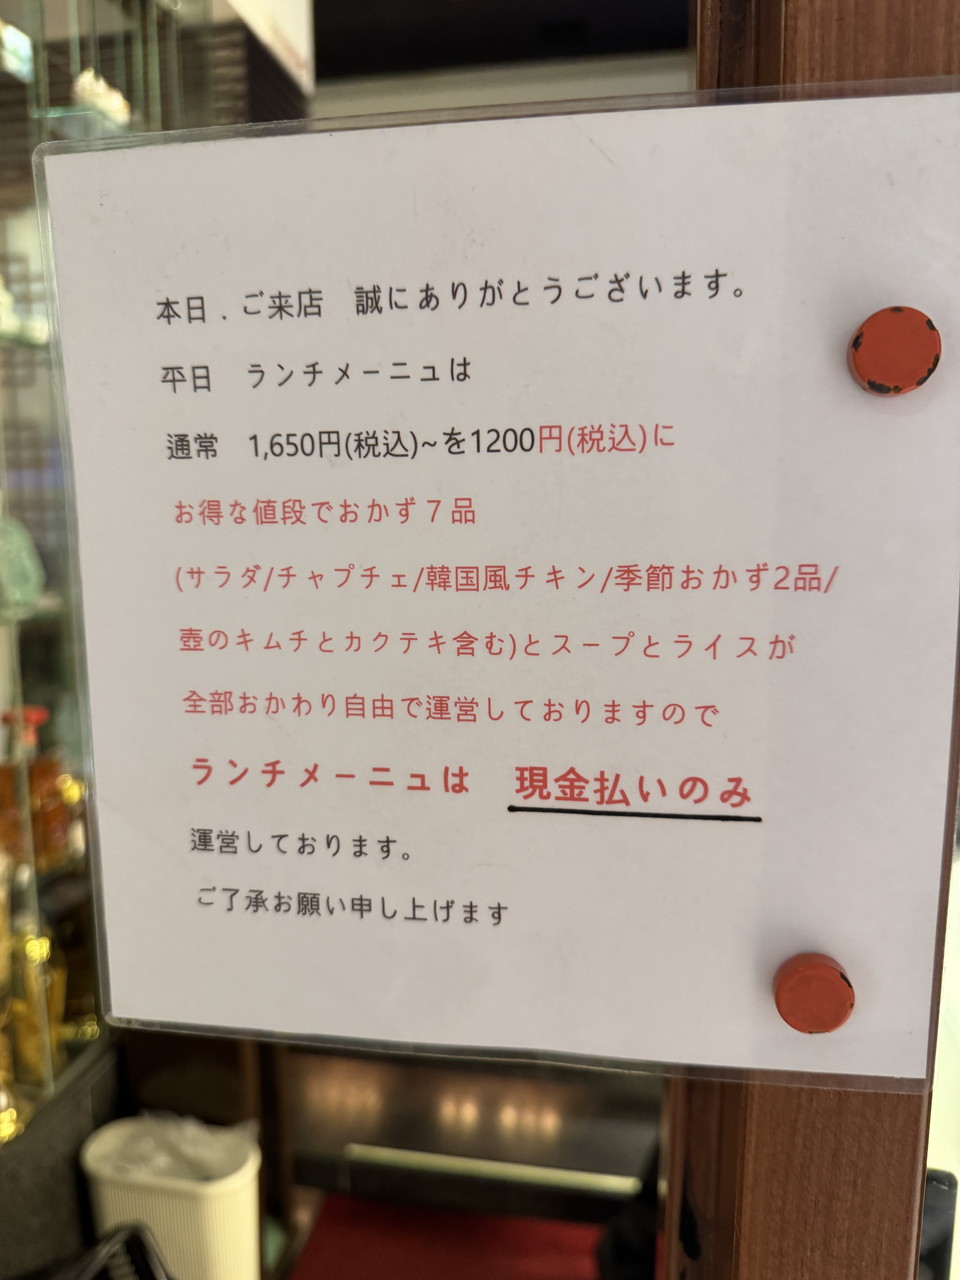 本日．ご来店　誠にありがとうございます。
平日　ランチメーニュは
通常　1,650円(税込)~を1200円(税込)に
お得な値段でおかず７品
(サラダ/チャプチェ/韓国風チキン/季節おかず2品/
壺のキムチとカクテキ含む)とスープとライスが
全部おかわり自由で運営しておりますので
ランチメーニュは　現金払いのみ
運営しております。
ご了承お願い申し上げます